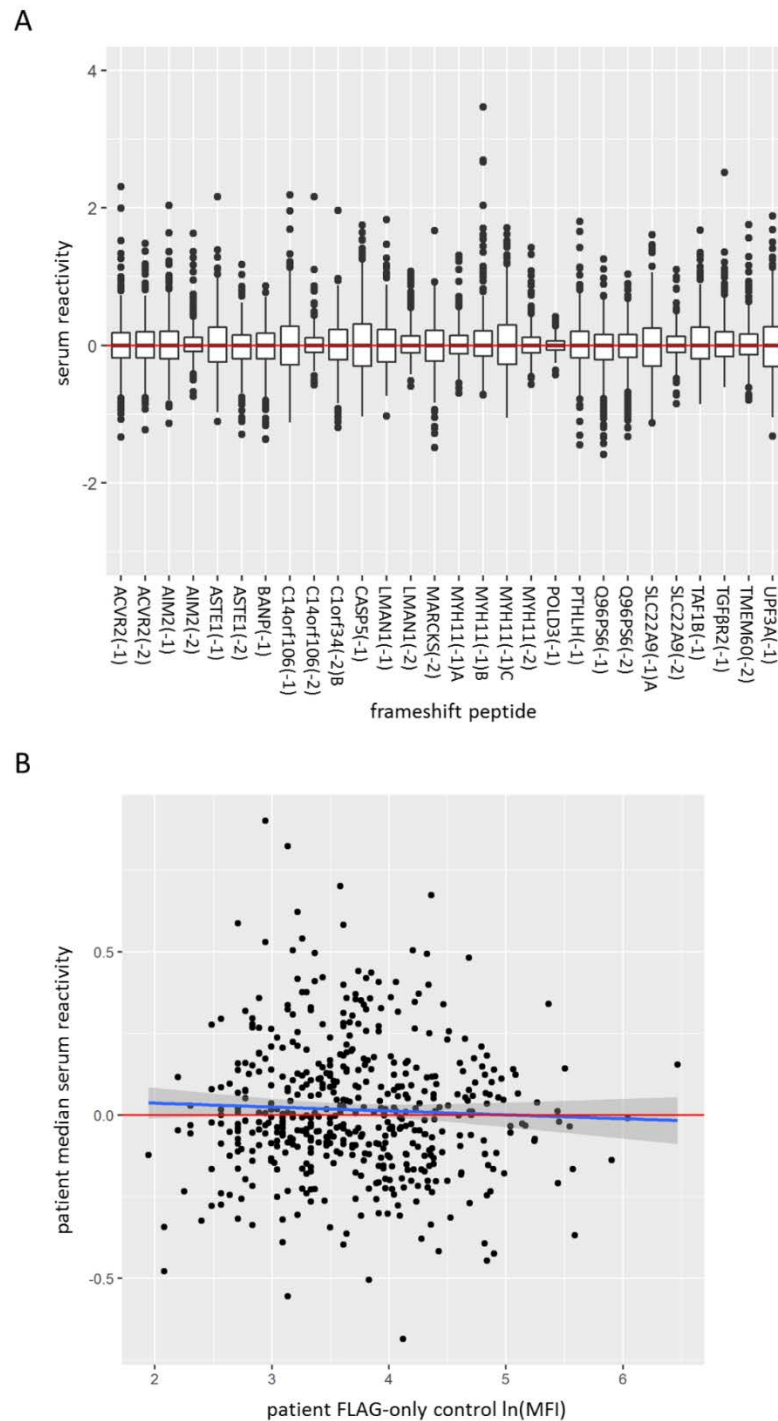 A
4
2
0
-2
serum reactivity
ACVR2(-1)
ACVR2(-2)
AIM2(-1)
AIM2(-2)
ASTE1(-1)
ASTE1(-2)
BANP(-1)
C14orf106(-1)
C14orf106(-2)
C1orf34(-2)B
CASP5(-1)
LMAN1(-1)
LMAN1(-2)
MARCKS(-2)
MYH11(-1)A
MYH11(-1)B
MYH11(-1)C
MYH11(-2)
POLD3(-1)
PTHLH(-1)
Q96PS6(-1)
Q96PS6(-2)
SLC22A9(-1)A
SLC22A9(-2)
TAF1B(-1)
TGFβR2(-1)
TMEM60(-2)
UPF3A(-1)
frameshift peptide
B
0.5
0.0
-0.5
patient median serum reactivity
2 3 4 5 6
patient FLAG-only control ln(MFI)